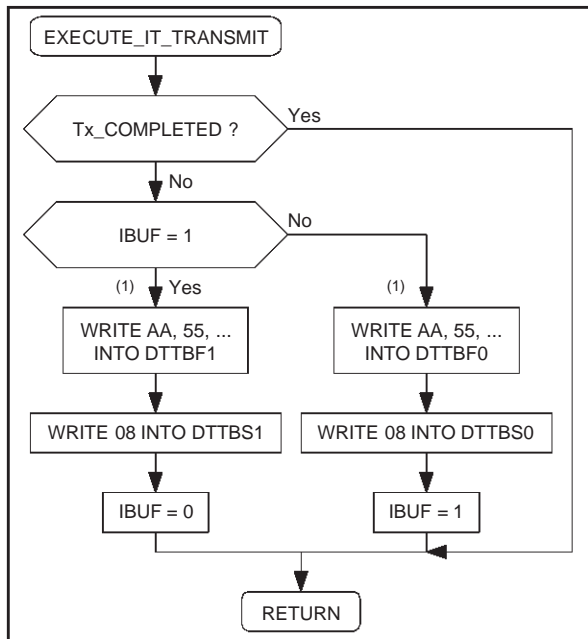 EXECUTE_IT_TRANSMIT
Tx_COMPLETED ?
Yes
No
IBUF = 1
No
(1)
Yes
(1)
WRITE AA, 55, ...
INTO DTTBF1
WRITE AA, 55, ...
INTO DTTBF0
WRITE 08 INTO DTTBS1
WRITE 08 INTO DTTBS0
IBUF = 0
IBUF = 1
RETURN